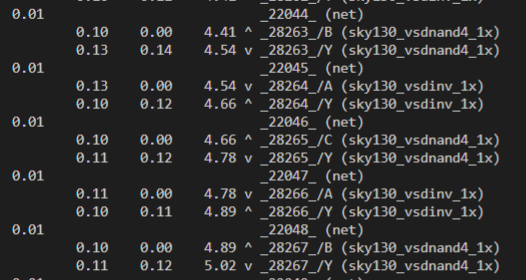 _22044_ (net)
0.01
0.10 0.00 4.41 ^ _28263_/B (sky130_vsdnand4_1x)
0.13 0.14 4.54 v _28263_/Y (sky130_vsdnand4_1x)
_22045_ (net)
0.01
0.13 0.00 4.54 v _28264_/A (sky130_vsdinv_1x)
0.10 0.12 4.66 ^ _28264_/Y (sky130_vsdinv_1x)
_22046_ (net)
0.01
0.10 0.00 4.66 ^ _28265_/C (sky130_vsdnand4_1x)
0.11 0.12 4.78 v _28265_/Y (sky130_vsdnand4_1x)
_22047_ (net)
0.01
0.11 0.00 4.78 v _28266_/A (sky130_vsdinv_1x)
0.10 0.11 4.89 ^ _28266_/Y (sky130_vsdinv_1x)
_22048_ (net)
0.01
0.10 0.00 4.89 ^ _28267_/B (sky130_vsdnand4_1x)
0.11 0.12 5.02 v _28267_/Y (sky130_vsdnand4_1x)